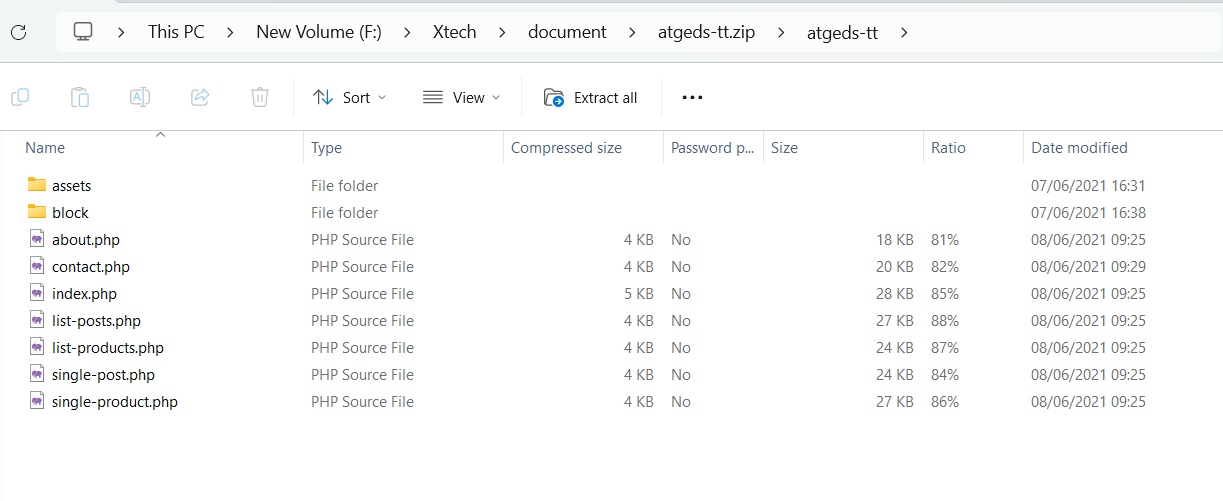 This PC > New Volume (F:) > Xtech > document > atgeds-tt.zip > atgeds-tt >
Sort View Extract all
Name Type Compressed size Password p... Size Ratio Date modified
assets File folder 07/06/2021 16:31
block File folder 07/06/2021 16:38
about.php PHP Source File 4 KB No 18 KB 81% 08/06/2021 09:25
contact.php PHP Source File 4 KB No 20 KB 82% 08/06/2021 09:29
index.php PHP Source File 5 KB No 28 KB 85% 08/06/2021 09:25
list-posts.php PHP Source File 4 KB No 27 KB 88% 08/06/2021 09:25
list-products.php PHP Source File 4 KB No 24 KB 87% 08/06/2021 09:25
single-post.php PHP Source File 4 KB No 24 KB 84% 08/06/2021 09:25
single-product.php PHP Source File 4 KB No 27 KB 86% 08/06/2021 09:25